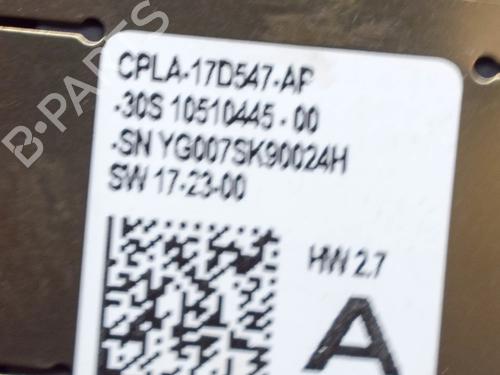 CPLA-17D547-AP
-30S 10510445-00
-SN YG007SK90024H
SW 17-23-00
HW 2.7
A
B-PARTS